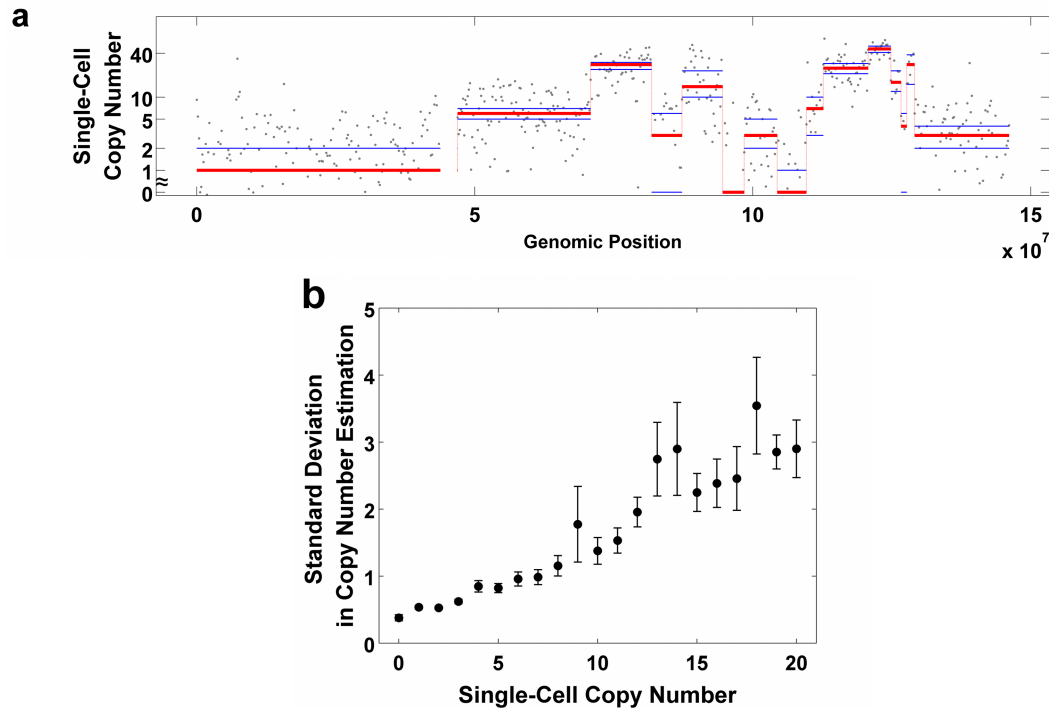 a
Single-Cell
Copy Number
40
10
5
2
1
≈
0
0 5 10 15
Genomic Position
x 10^7
b
Standard Deviation
in Copy Number Estimation
5
4
3
2
1
0
0 5 10 15 20
Single-Cell Copy Number